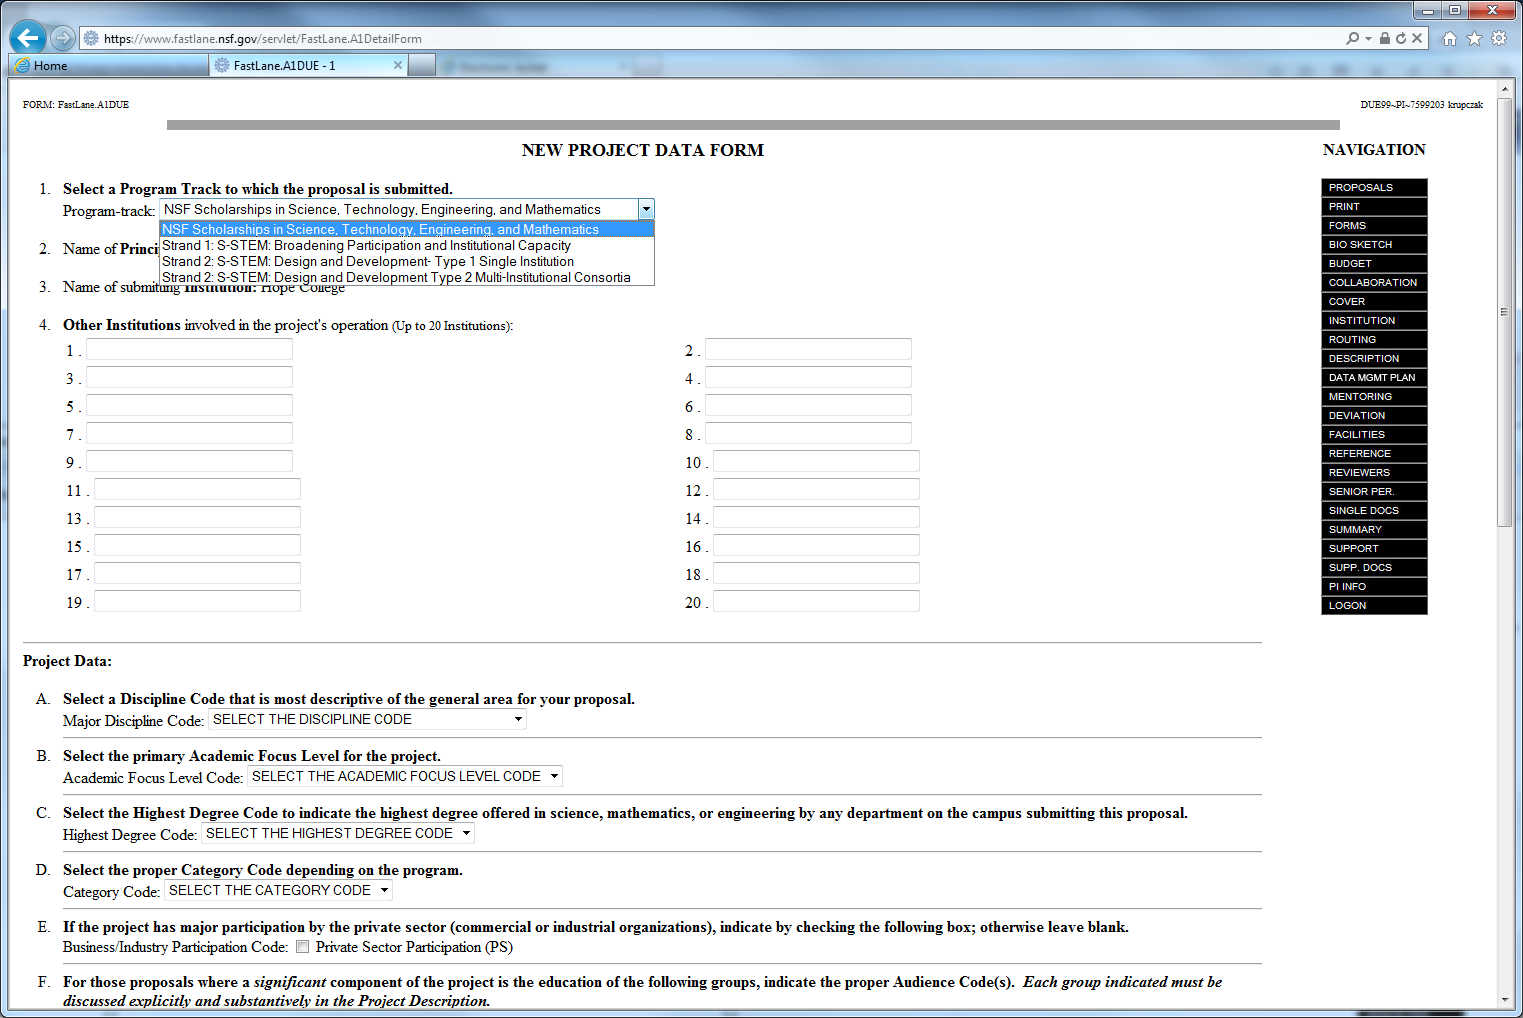 https://www.fastlane.nsf.gov/servlet/FastLane.A1DetailForm
Home
FastLane.A1DUE - 1
FORM: FastLane.A1DUE
DUE99~PI~7599203 krupczak
NEW PROJECT DATA FORM
1. Select a Program Track to which the proposal is submitted.
Program-track: NSF Scholarships in Science, Technology, Engineering, and Mathematics
NSF Scholarships in Science, Technology, Engineering, and Mathematics
Strand 1: S-STEM: Broadening Participation and Institutional Capacity
Strand 2: S-STEM: Design and Development- Type 1 Single Institution
Strand 2: S-STEM: Design and Development Type 2 Multi-Institutional Consortia
2. Name of Princi
3. Name of submitting Institution: Hope College
4. Other Institutions involved in the project's operation (Up to 20 Institutions):
1 .
2 .
3 .
4 .
5 .
6 .
7 .
8 .
9 .
10 .
11 .
12 .
13 .
14 .
15 .
16 .
17 .
18 .
19 .
20 .
Project Data:
A. Select a Discipline Code that is most descriptive of the general area for your proposal.
Major Discipline Code: SELECT THE DISCIPLINE CODE
B. Select the primary Academic Focus Level for the project.
Academic Focus Level Code: SELECT THE ACADEMIC FOCUS LEVEL CODE
C. Select the Highest Degree Code to indicate the highest degree offered in science, mathematics, or engineering by any department on the campus submitting this proposal.
Highest Degree Code: SELECT THE HIGHEST DEGREE CODE
D. Select the proper Category Code depending on the program.
Category Code: SELECT THE CATEGORY CODE
E. If the project has major participation by the private sector (commercial or industrial organizations), indicate by checking the following box; otherwise leave blank.
Business/Industry Participation Code: Private Sector Participation (PS)
F. For those proposals where a significant component of the project is the education of the following groups, indicate the proper Audience Code(s). Each group indicated must be
discussed explicitly and substantively in the Project Description.
NAVIGATION
PROPOSALS
PRINT
FORMS
BIO SKETCH
BUDGET
COLLABORATION
COVER
INSTITUTION
ROUTING
DESCRIPTION
DATA MGMT PLAN
MENTORING
DEVIATION
FACILITIES
REFERENCE
REVIEWERS
SENIOR PER.
SINGLE DOCS
SUMMARY
SUPPORT
SUPP. DOCS
PI INFO
LOGON